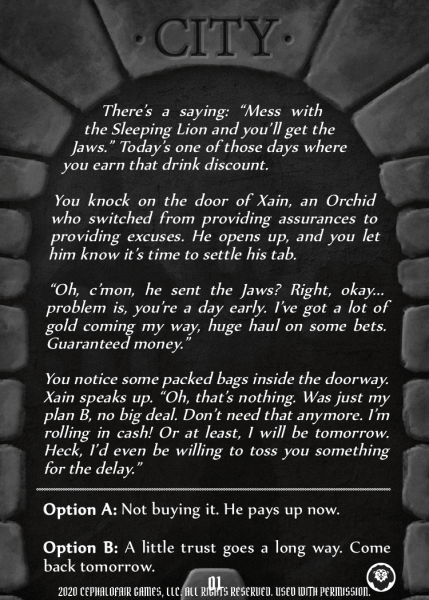 · CITY ·
There's a saying: “Mess with
the Sleeping Lion and you'll get the
Jaws.” Today's one of those days where
you earn that drink discount.
You knock on the door of Xain, an Orchid
who switched from providing assurances to
providing excuses. He opens up, and you let
him know it's time to settle his tab.
“Oh, c'mon, he sent the Jaws? Right, okay...
problem is, you're a day early. I've got a lot of
gold coming my way, huge haul on some bets.
Guaranteed money.”
You notice some packed bags inside the doorway.
Xain speaks up. “Oh, that's nothing. Was just my
plan B, no big deal. Don't need that anymore. I'm
rolling in cash! Or at least, I will be tomorrow.
Heck, I'd even be willing to toss you something
for the delay.”
Option A: Not buying it. He pays up now.
Option B: A little trust goes a long way. Come
back tomorrow.
01
2020 CEPHALOFAIR GAMES, LLC, ALL RIGHTS RESERVED. USED WITH PERMISSION.